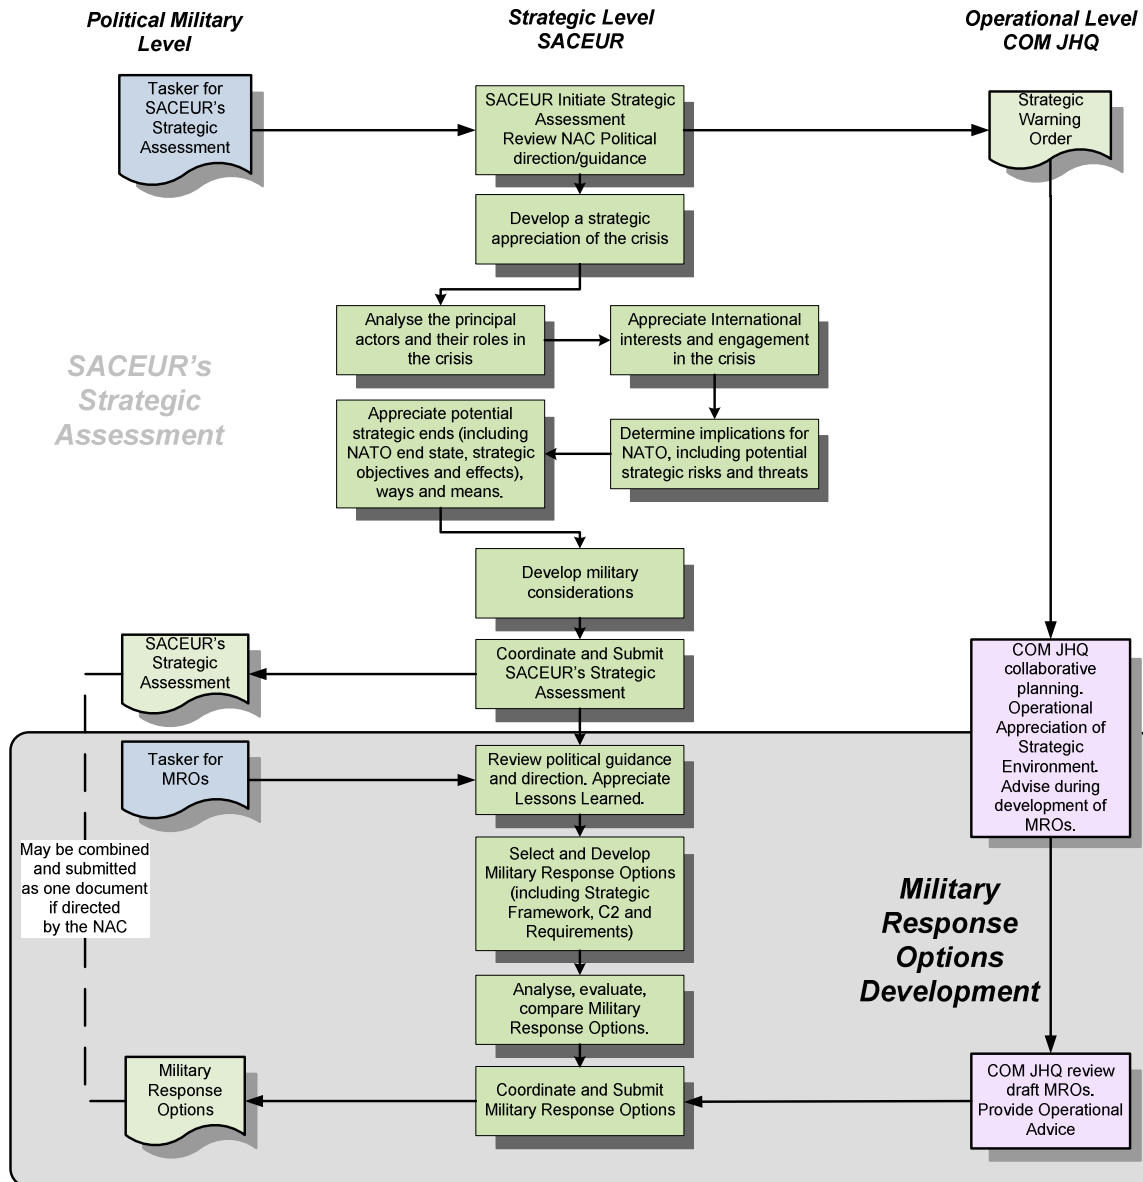 Political Military
Level
Strategic Level
SACEUR
Operational Level
COM JHQ
Tasker for
SACEUR's
Strategic
Assessment
SACEUR Initiate Strategic
Assessment
Review NAC Political
direction/guidance
Strategic
Warning
Order
Develop a strategic
appreciation of the crisis
Analyse the principal
actors and their roles in
the crisis
Appreciate International
interests and engagement
in the crisis
SACEUR's
Strategic
Assessment
Appreciate potential
strategic ends (including
NATO end state, strategic
objectives and effects),
ways and means.
Determine implications for
NATO, including potential
strategic risks and threats
Develop military
considerations
SACEUR's
Strategic
Assessment
Coordinate and Submit
SACEUR's Strategic
Assessment
COM JHQ
collaborative
planning.
Operational
Appreciation of
Strategic
Environment.
Advise during
development of
MROs.
Tasker for
MROs
Review political guidance
and direction. Appreciate
Lessons Learned.
May be combined
and submitted
as one document
if directed
by the NAC
Select and Develop
Military Response Options
(including Strategic
Framework, C2 and
Requirements)
Military
Response
Options
Development
Analyse, evaluate,
compare Military
Response Options.
Military
Response
Options
Coordinate and Submit
Military Response Options
COM JHQ review
draft MROs.
Provide Operational
Advice